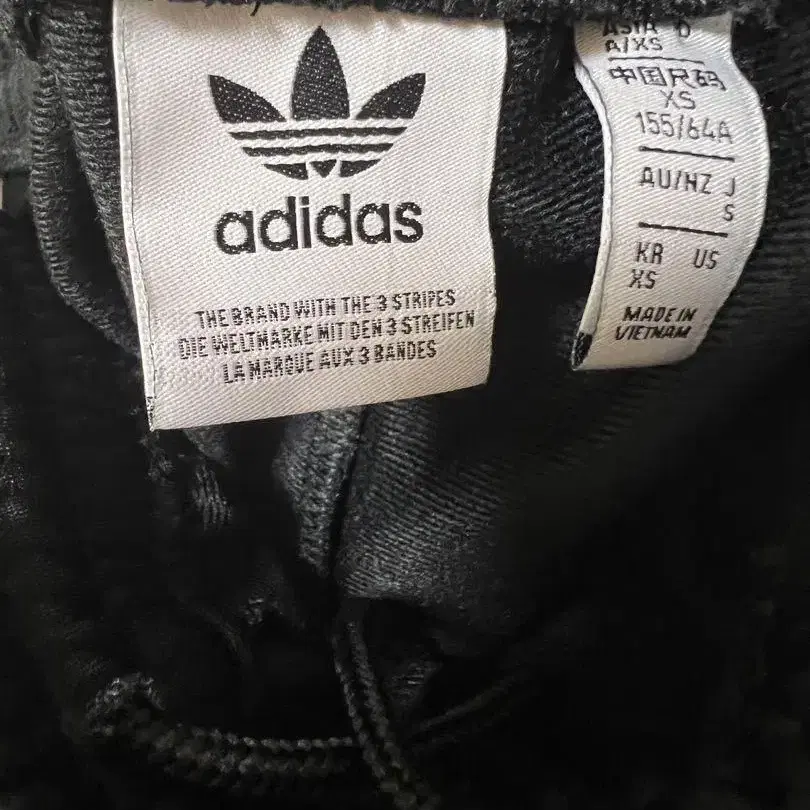 adidas
THE BRAND WITH THE 3 STRIPES
DIE WELTMARKE MIT DEN 3 STREIFEN
LA MARQUE AUX 3 BANDES
ASIA D
A/XS
中国尺码
XS
155/64A
AU/NZ J
S
KR US
XS
MADE IN
VIETNAM